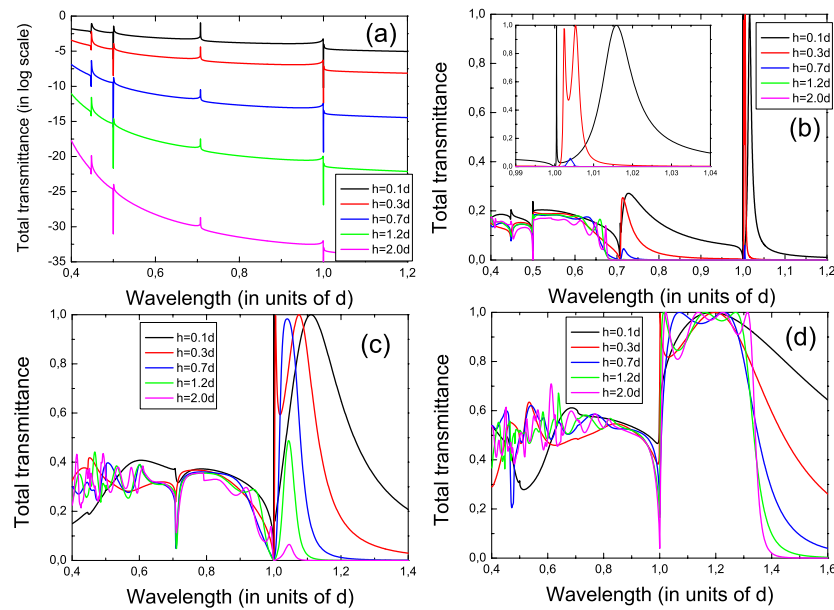 0
-5
-10
-15
-20
-25
-30
-35
0,4 0,6 0,8 1,0 1,2
Total transmittance (in log scale)
Wavelength (in units of d)
(a)
h=0.1d
h=0.3d
h=0.7d
h=1.2d
h=2.0d
1,0
0,8
0,6
0,4
0,2
0,0
0,4 0,5 0,6 0,7 0,8 0,9 1,0 1,1 1,2
Total transmittance
Wavelength (in units of d)
(b)
h=0.1d
h=0.3d
h=0.7d
h=1.2d
h=2.0d
1,0
0,8
0,6
0,4
0,2
0,0
0,99 1,00 1,01 1,02 1,03 1,04
1,0
0,8
0,6
0,4
0,2
0,0
0,4 0,6 0,8 1,0 1,2 1,4
Total transmittance
Wavelength (in units of d)
(c)
h=0.1d
h=0.3d
h=0.7d
h=1.2d
h=2.0d
1,0
0,8
0,6
0,4
0,2
0,0
0,4 0,6 0,8 1,0 1,2 1,4 1,6
Total transmittance
Wavelength (in units of d)
(d)
h=0.1d
h=0.3d
h=0.7d
h=1.2d
h=2.0d